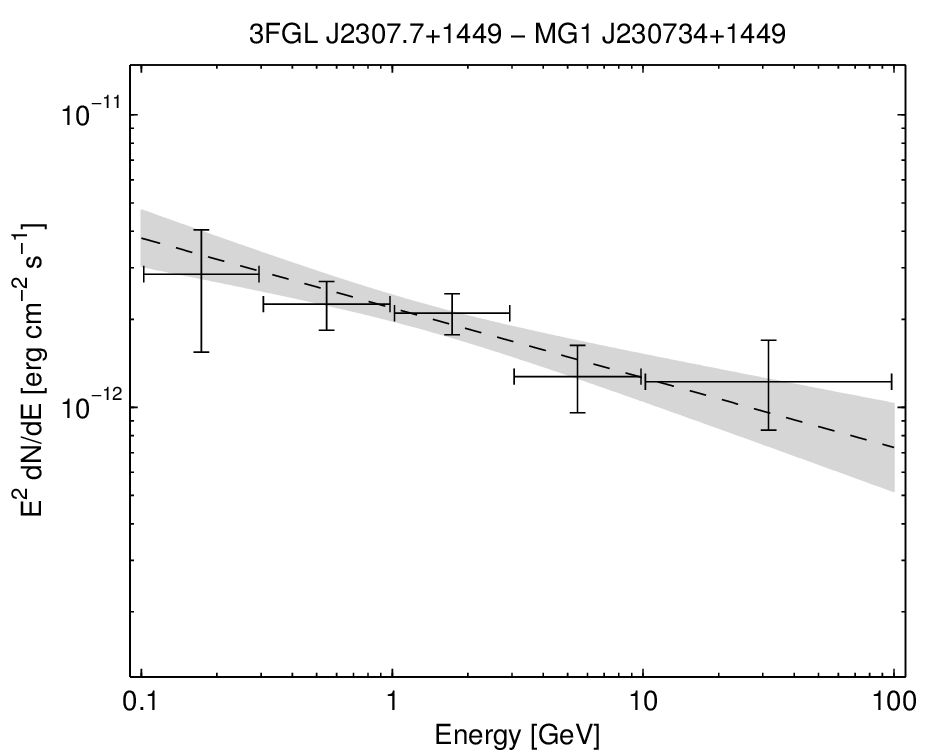 3FGL J2307.7+1449 − MG1 J230734+1449
10⁻¹¹
10⁻¹²
E² dN/dE [erg cm⁻² s⁻¹]
0.1 1 10 100
Energy [GeV]